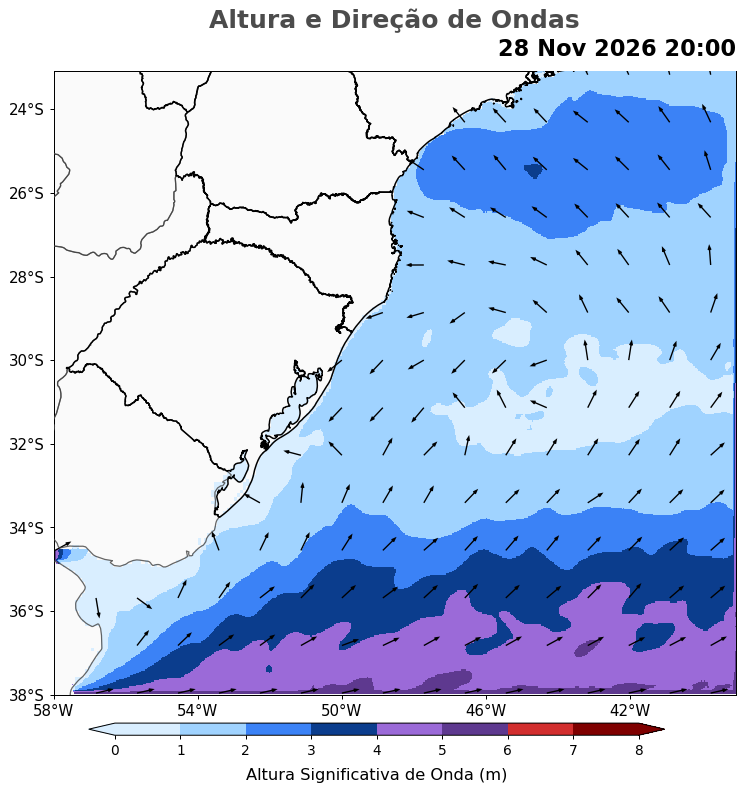 Altura e Direção de Ondas
28 Nov 2026 20:00
24°S
26°S
28°S
30°S
32°S
34°S
36°S
38°S
58°W 54°W 50°W 46°W 42°W
0 1 2 3 4 5 6 7 8
Altura Significativa de Onda (m)